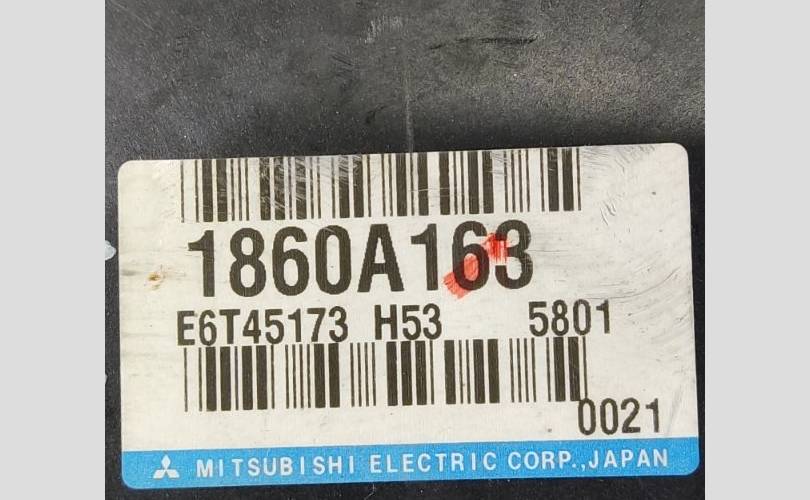 1860A163
E6T45173 H53 5801
0021
MITSUBISHI ELECTRIC CORP.,JAPAN